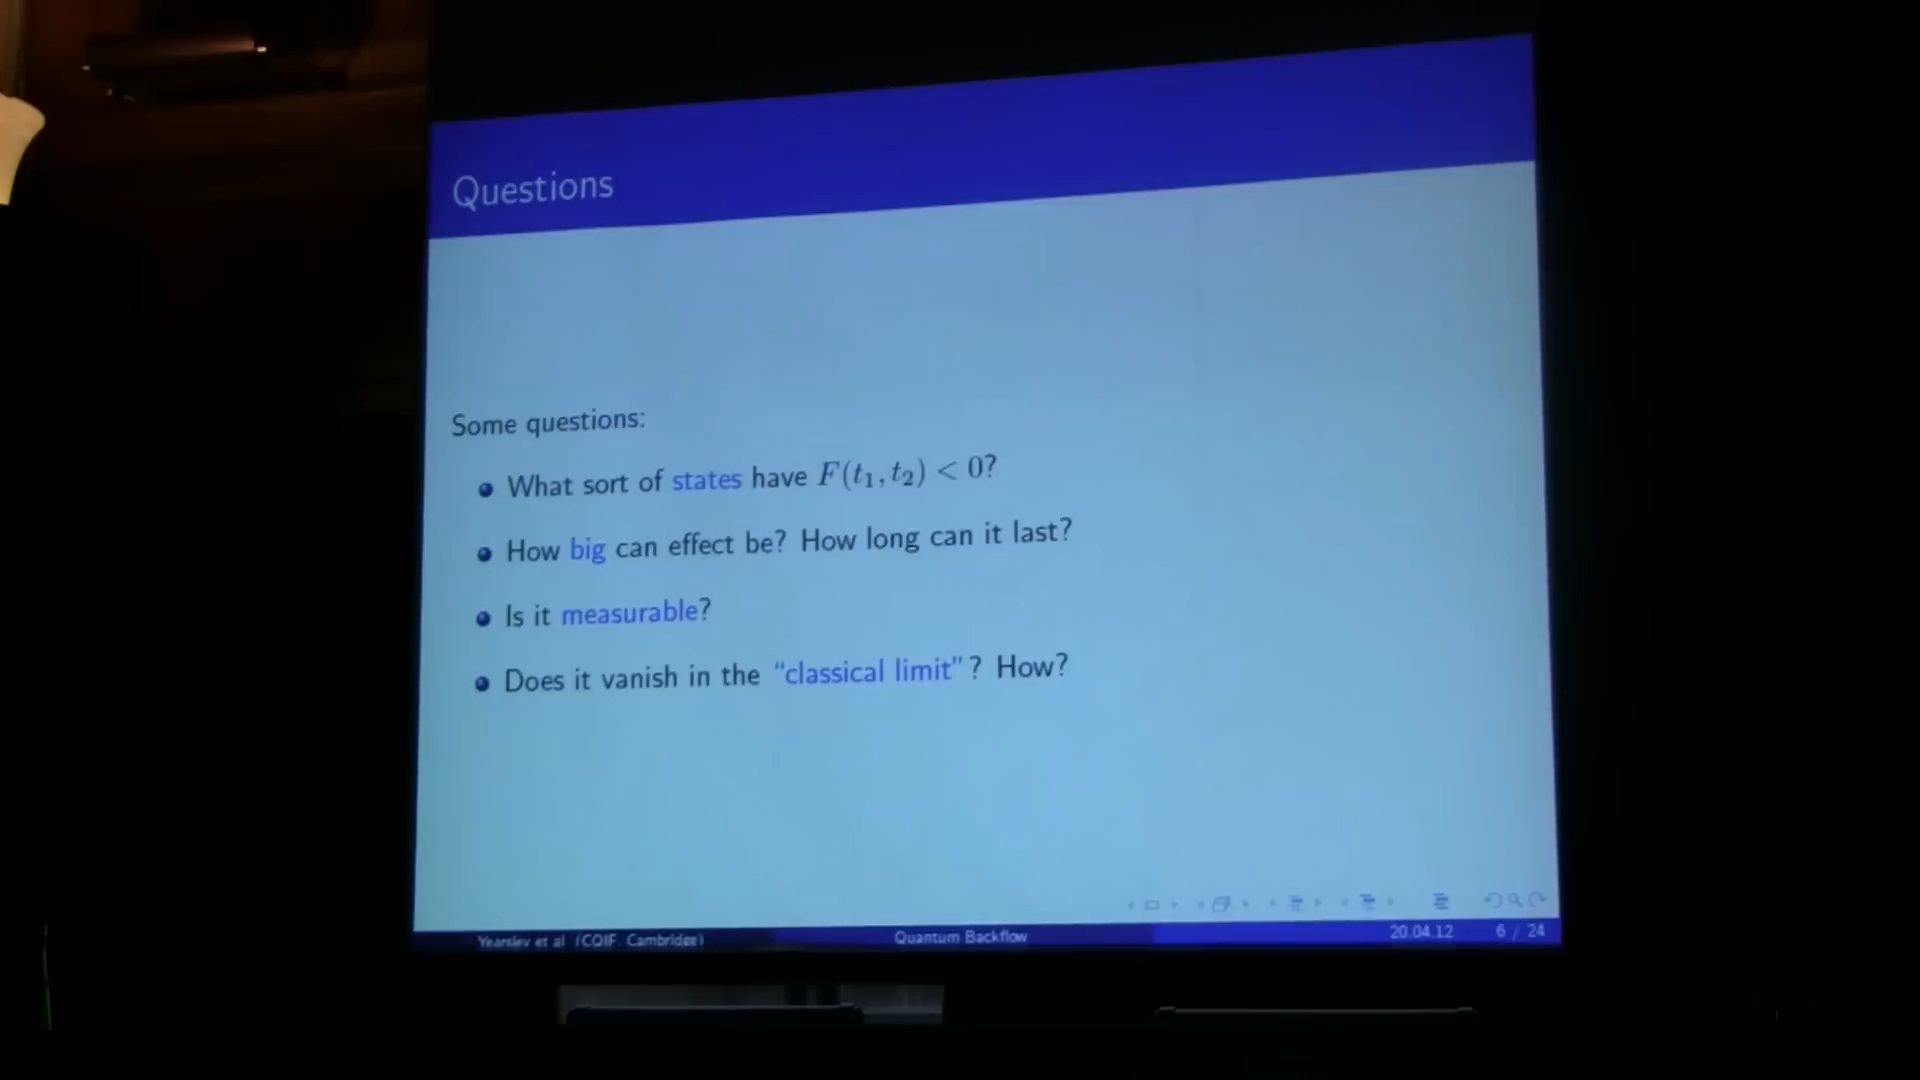 Questions
Some questions:
What sort of states have F(t₁, t₂) < 0?
How big can effect be? How long can it last?
Is it measurable?
Does it vanish in the "classical limit"? How?
Yearsley et al (CQIF, Cambridge)
Quantum Backflow
20.04.12
6 / 24